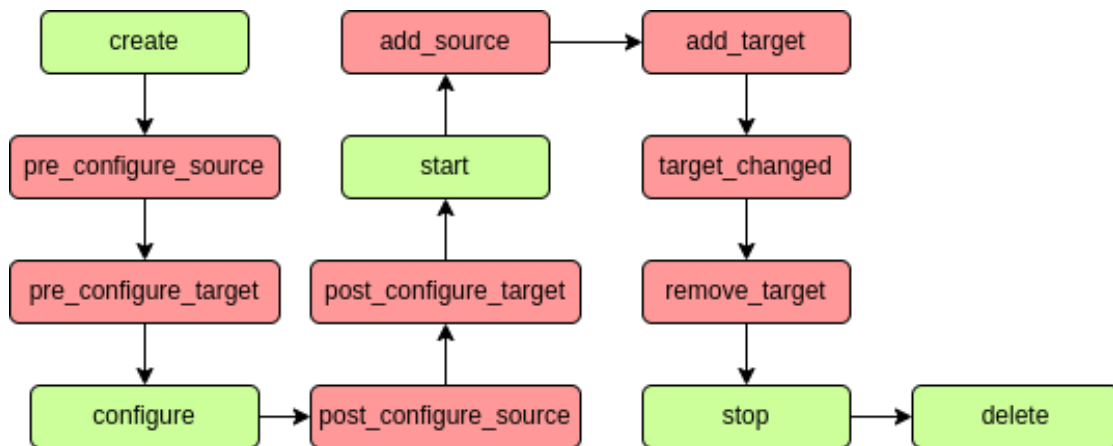 create
pre_configure_source
pre_configure_target
configure
post_configure_source
post_configure_target
start
add_source
add_target
target_changed
remove_target
stop
delete